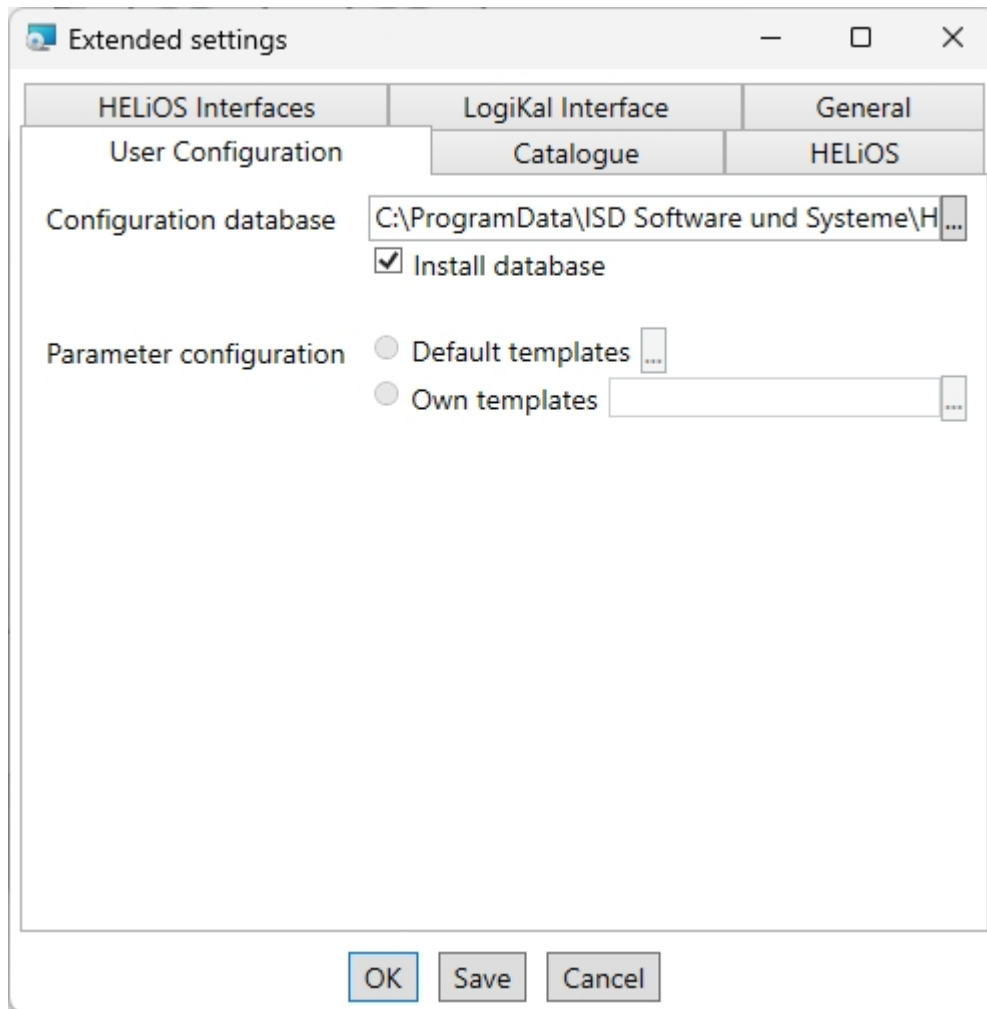 Extended settings
HELiOS Interfaces LogiKal Interface General
User Configuration Catalogue HELiOS
Configuration database C:\ProgramData\ISD Software und Systeme\H ...
Install database
Parameter configuration Default templates ...
Own templates ...
OK Save Cancel